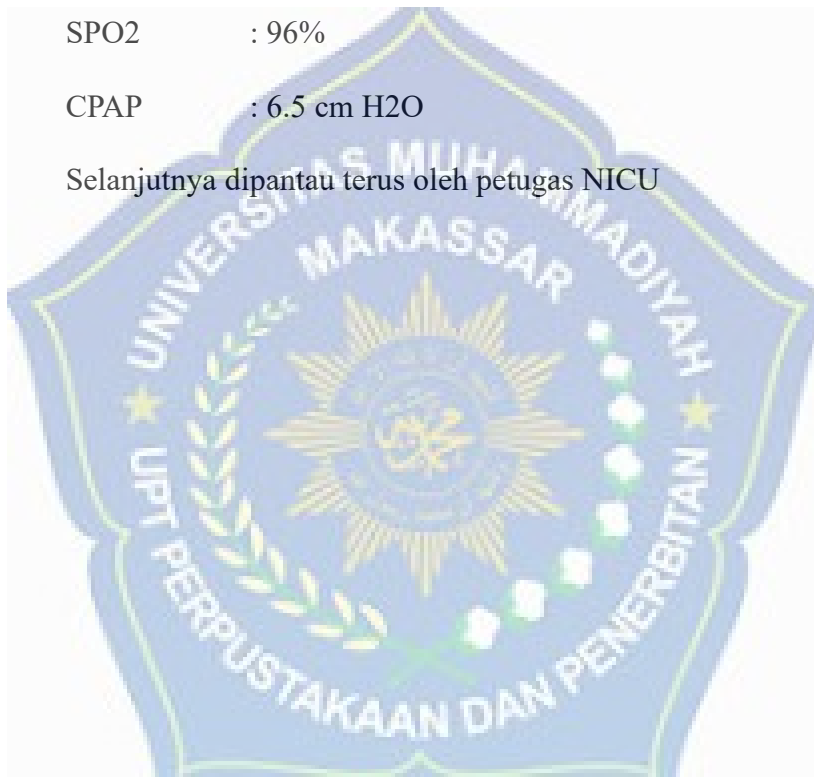 SPO2 : 96%
CPAP : 6.5 cm H2O
Selanjutnya dipantau terus oleh petugas NICU
UNIVERSITAS MUHAMMADIYAH
MAKASSAR
UPT PERPUSTAKAAN DAN PENERBITAN